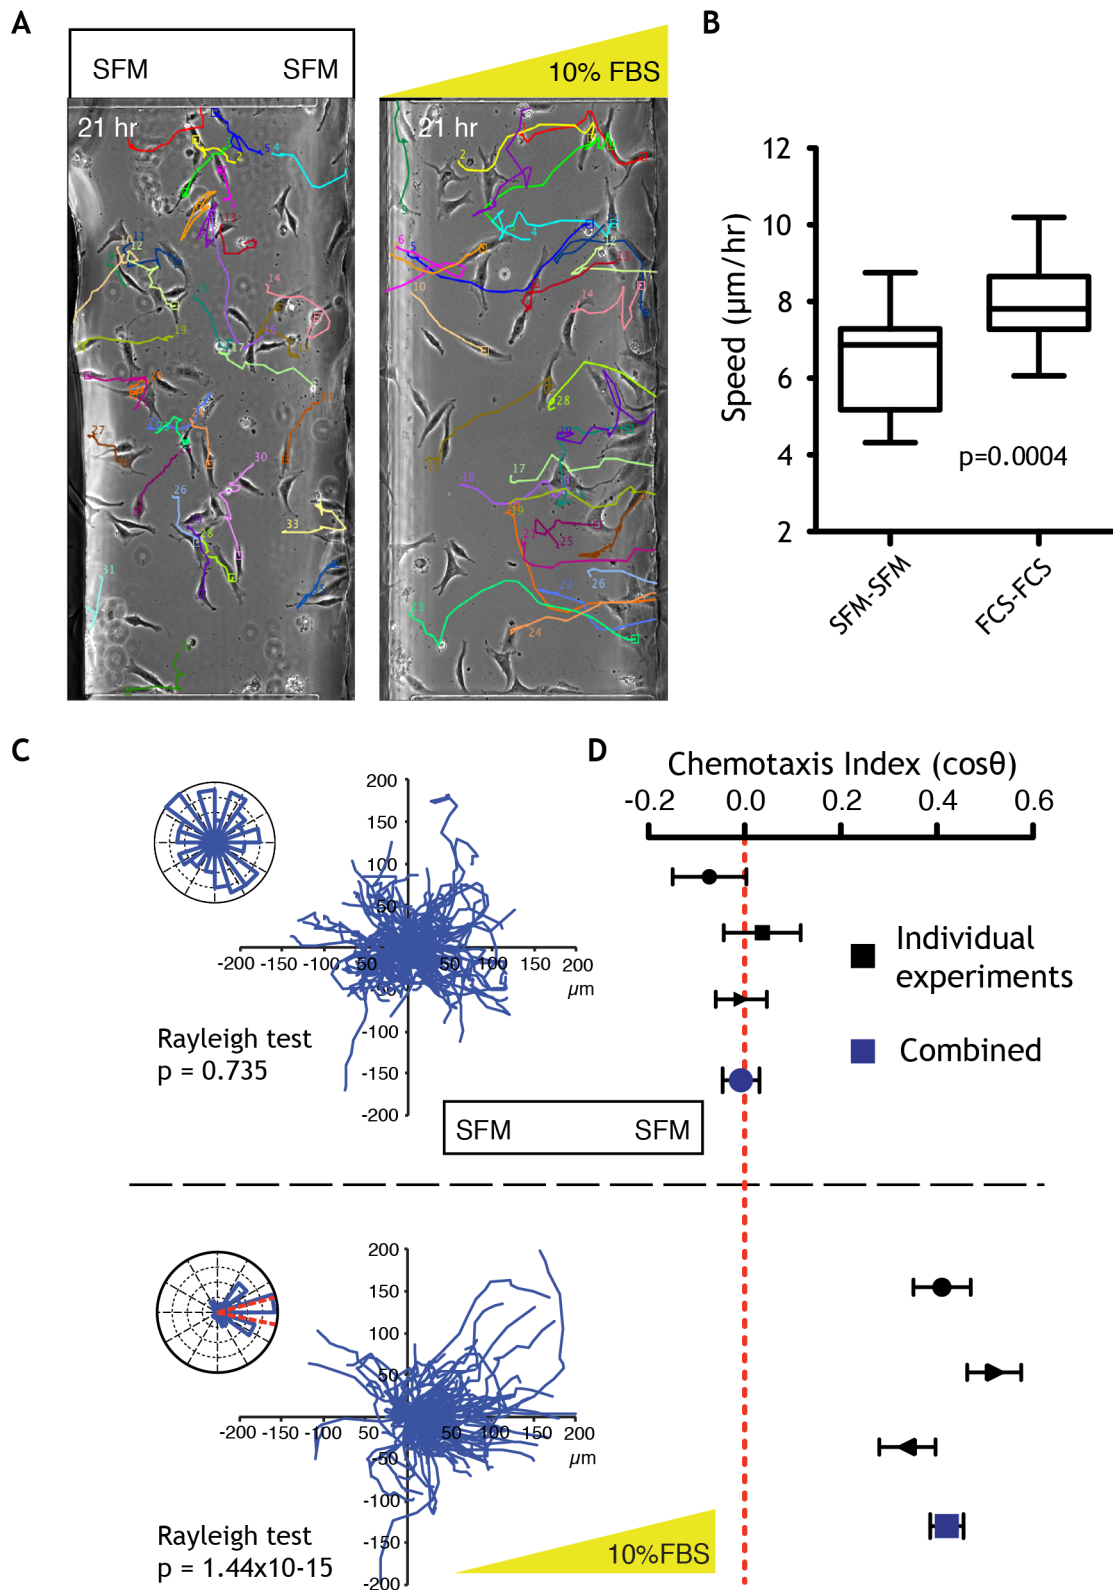 A
SFM SFM
10% FBS
21 hr
21 hr
B
Speed (µm/hr)
12
10
8
6
4
2
p=0.0004
SFM-SFM
FCS-FCS
C
200
150
100
50
-200 -150 -100 50 50 100 150 200
µm
-50
-100
-150
-200
Rayleigh test
p = 0.735
SFM SFM
D
Chemotaxis Index (cosθ)
-0.2 0.0 0.2 0.4 0.6
Individual
experiments
Combined
200
150
100
50
-200 -150 -100 50 50 100 150 200
µm
-50
-100
-150
-200
Rayleigh test
p = 1.44x10-15
10%FBS